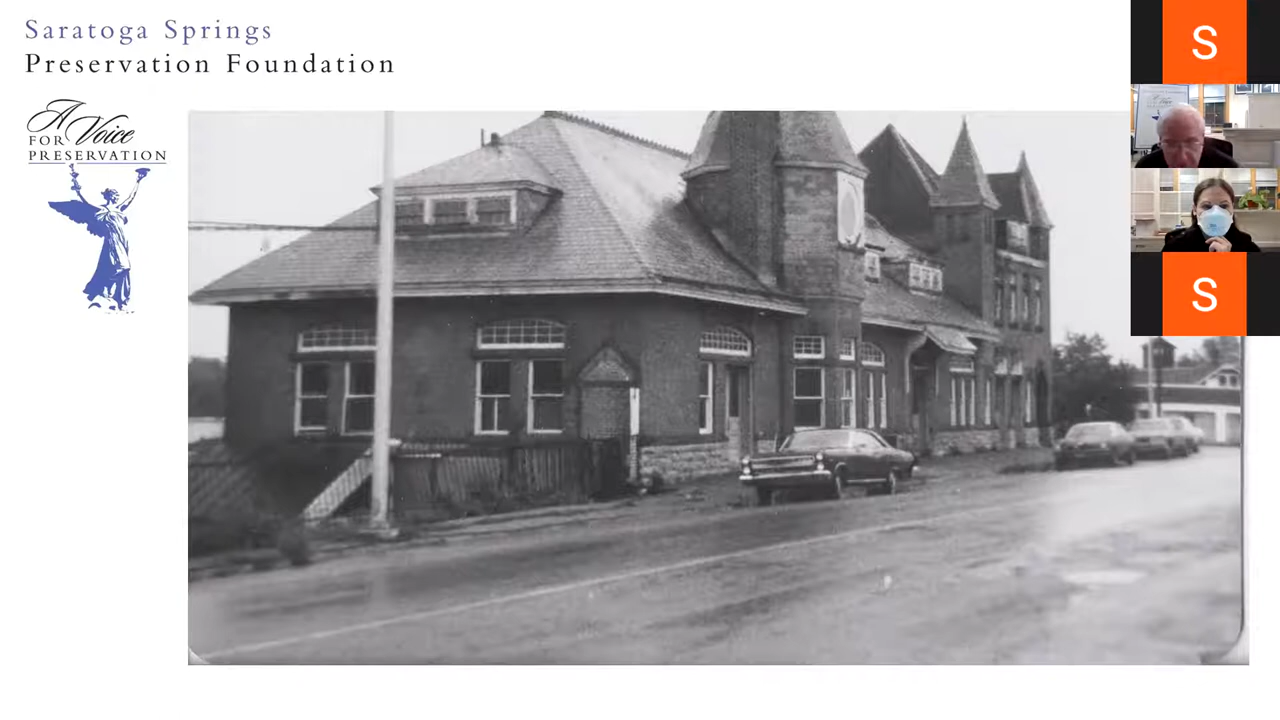 Saratoga Springs
Preservation Foundation
A Voice
FOR
PRESERVATION
S
S